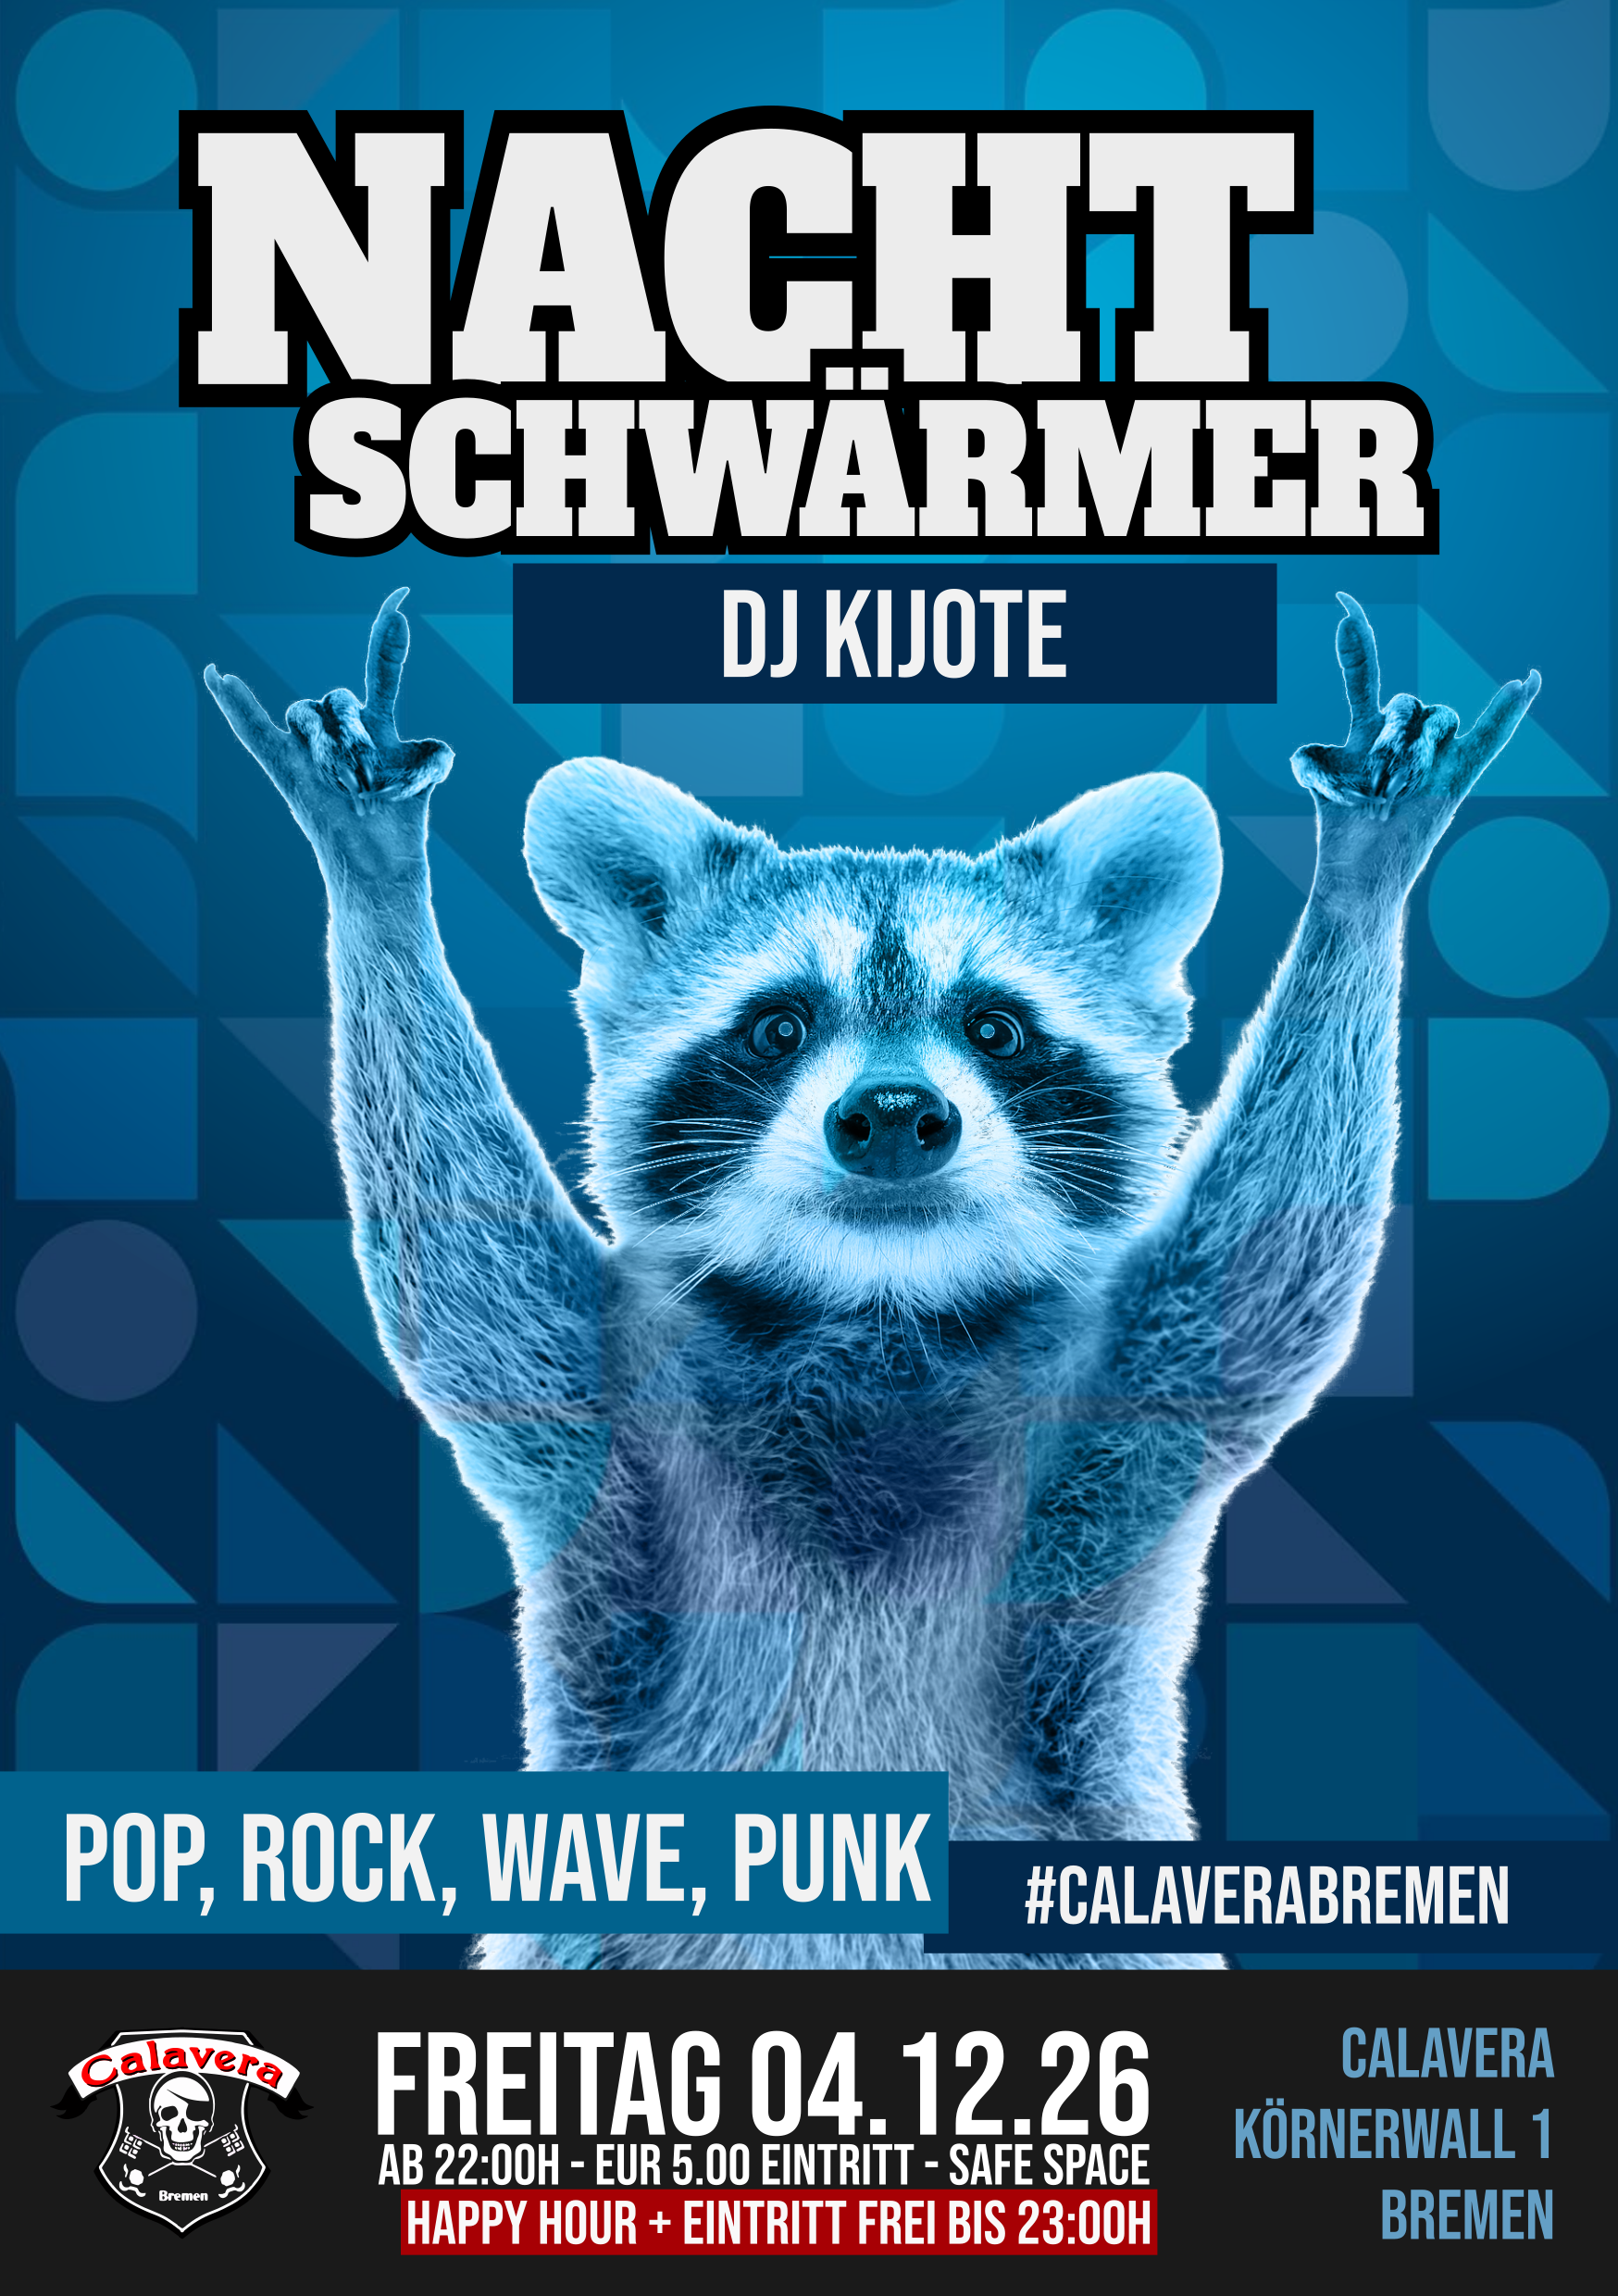 NACHT
SCHWÄRMER
DJ KIJOTE
POP, ROCK, WAVE, PUNK
#CALAVERABREMEN
Calavera
Bremen
FREITAG 04.12.26
AB 22:00H - EUR 5.00 EINTRITT - SAFE SPACE
HAPPY HOUR + EINTRITT FREI BIS 23:00H
CALAVERA
KÖRNERWALL 1
BREMEN